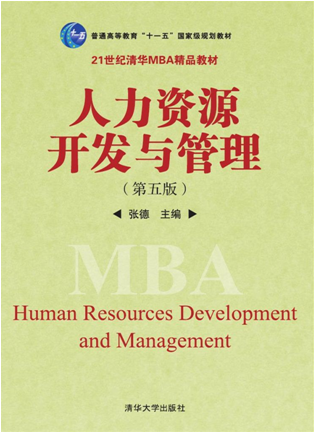 普通高等教育“十一五”国家级规划教材
21世纪清华MBA精品教材
人力资源
开发与管理
(第五版)
◀ 张德 主编 ▶
MBA
Human Resources Development
and Management
清华大学出版社